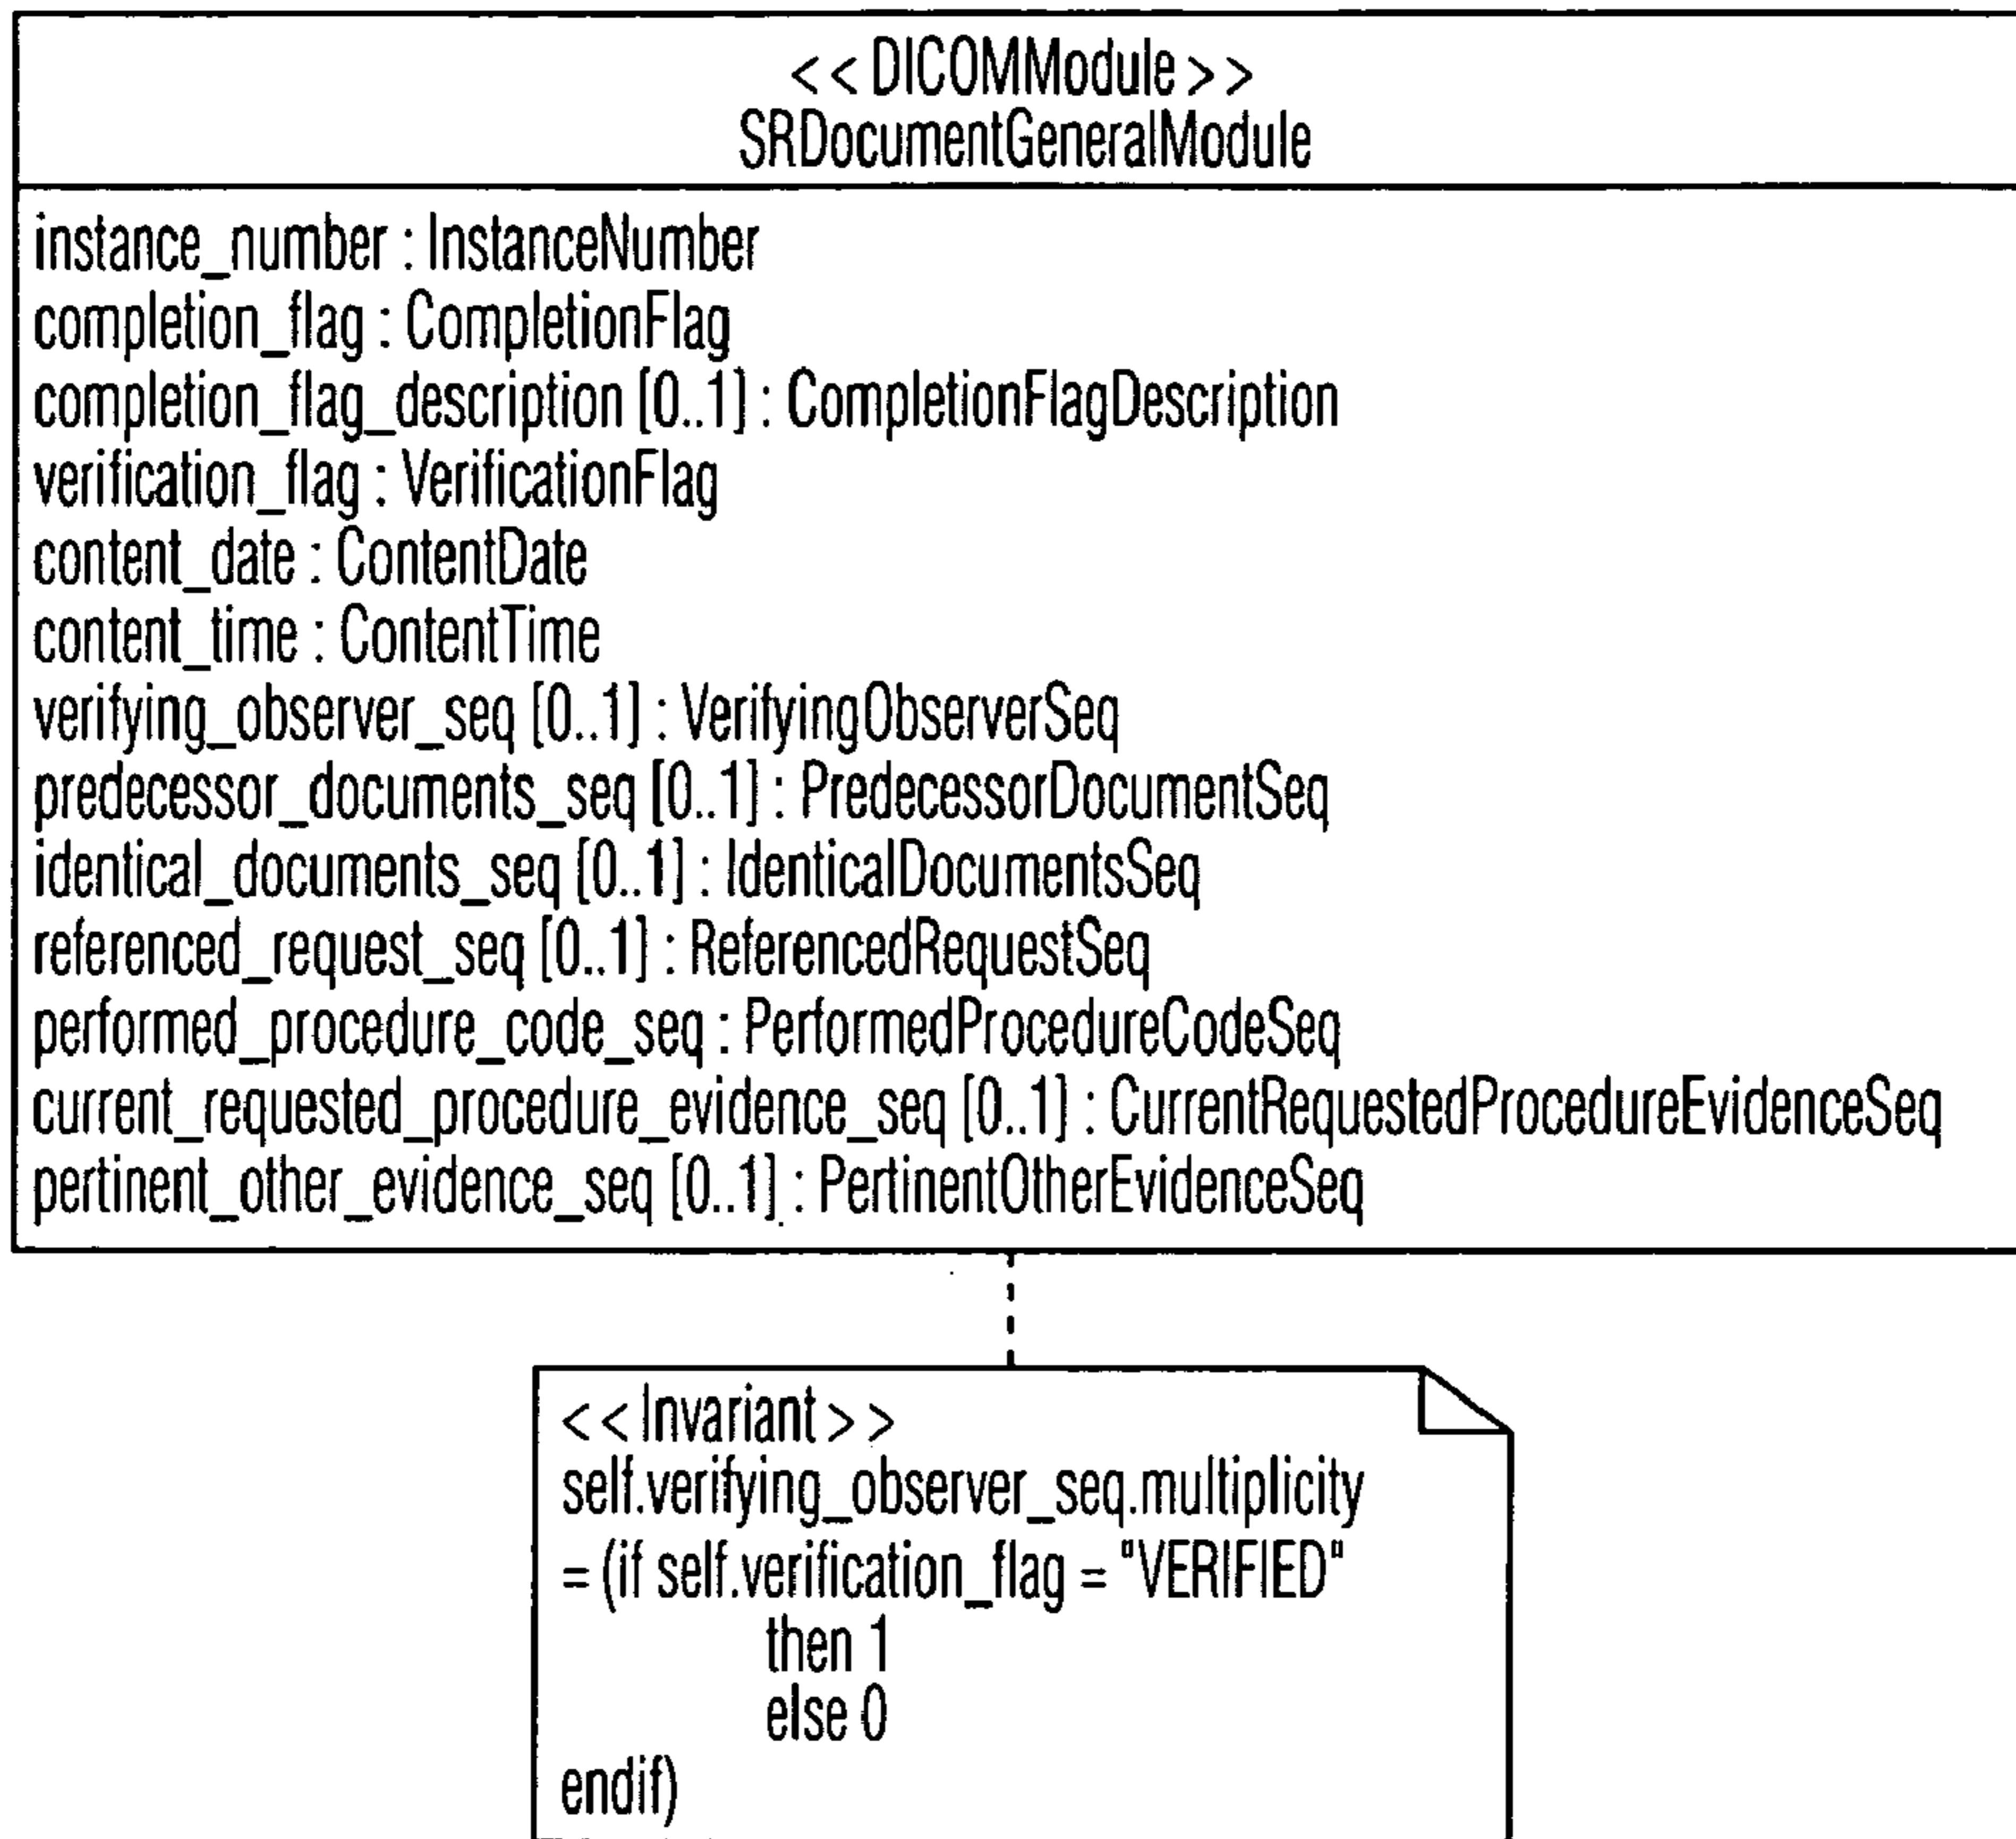 << DICOMModule >>
SRDocumentGeneralModule
instance_number : InstanceNumber
completion_flag : CompletionFlag
completion_flag_description [0..1] : CompletionFlagDescription
verification_flag : VerificationFlag
content_date : ContentDate
content_time : ContentTime
verifying_observer_seq [0..1] : VerifyingObserverSeq
predecessor_documents_seq [0..1] : PredecessorDocumentSeq
identical_documents_seq [0..1] : IdenticalDocumentsSeq
referenced_request_seq [0..1] : ReferencedRequestSeq
performed_procedure_code_seq : PerformedProcedureCodeSeq
current_requested_procedure_evidence_seq [0..1] : CurrentRequestedProcedureEvidenceSeq
pertinent_other_evidence_seq [0..1] : PertinentOtherEvidenceSeq
<< Invariant >>
self.verifying_observer_seq.multiplicity
= (if self.verification_flag = "VERIFIED"
then 1
else 0
endif)